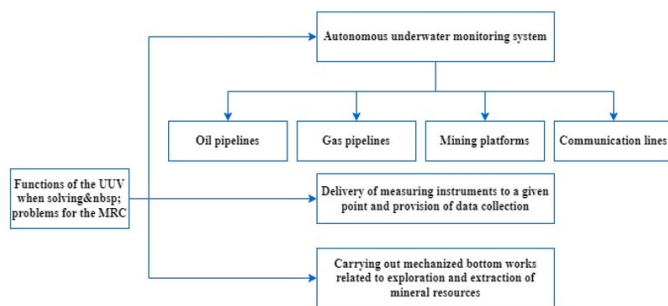 Autonomous underwater monitoring system
Oil pipelines
Gas pipelines
Mining platforms
Communication lines
Functions of the UUV
when solving&nbsp;
problems for the MRC
Delivery of measuring instruments to a given
point and provision of data collection
Carrying out mechanized bottom works
related to exploration and extraction of
mineral resources